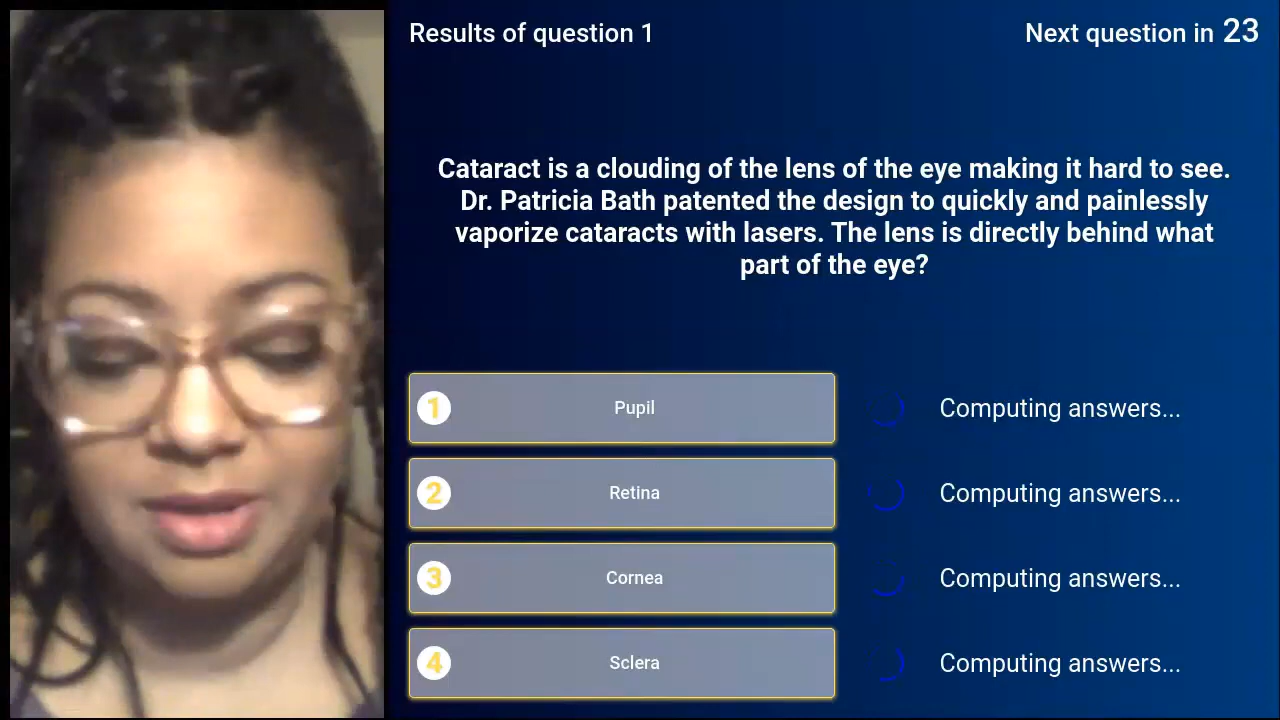 Results of question 1
Next question in 23
Cataract is a clouding of the lens of the eye making it hard to see.
Dr. Patricia Bath patented the design to quickly and painlessly
vaporize cataracts with lasers. The lens is directly behind what
part of the eye?
1 Pupil Computing answers...
2 Retina Computing answers...
3 Cornea Computing answers...
4 Sclera Computing answers...